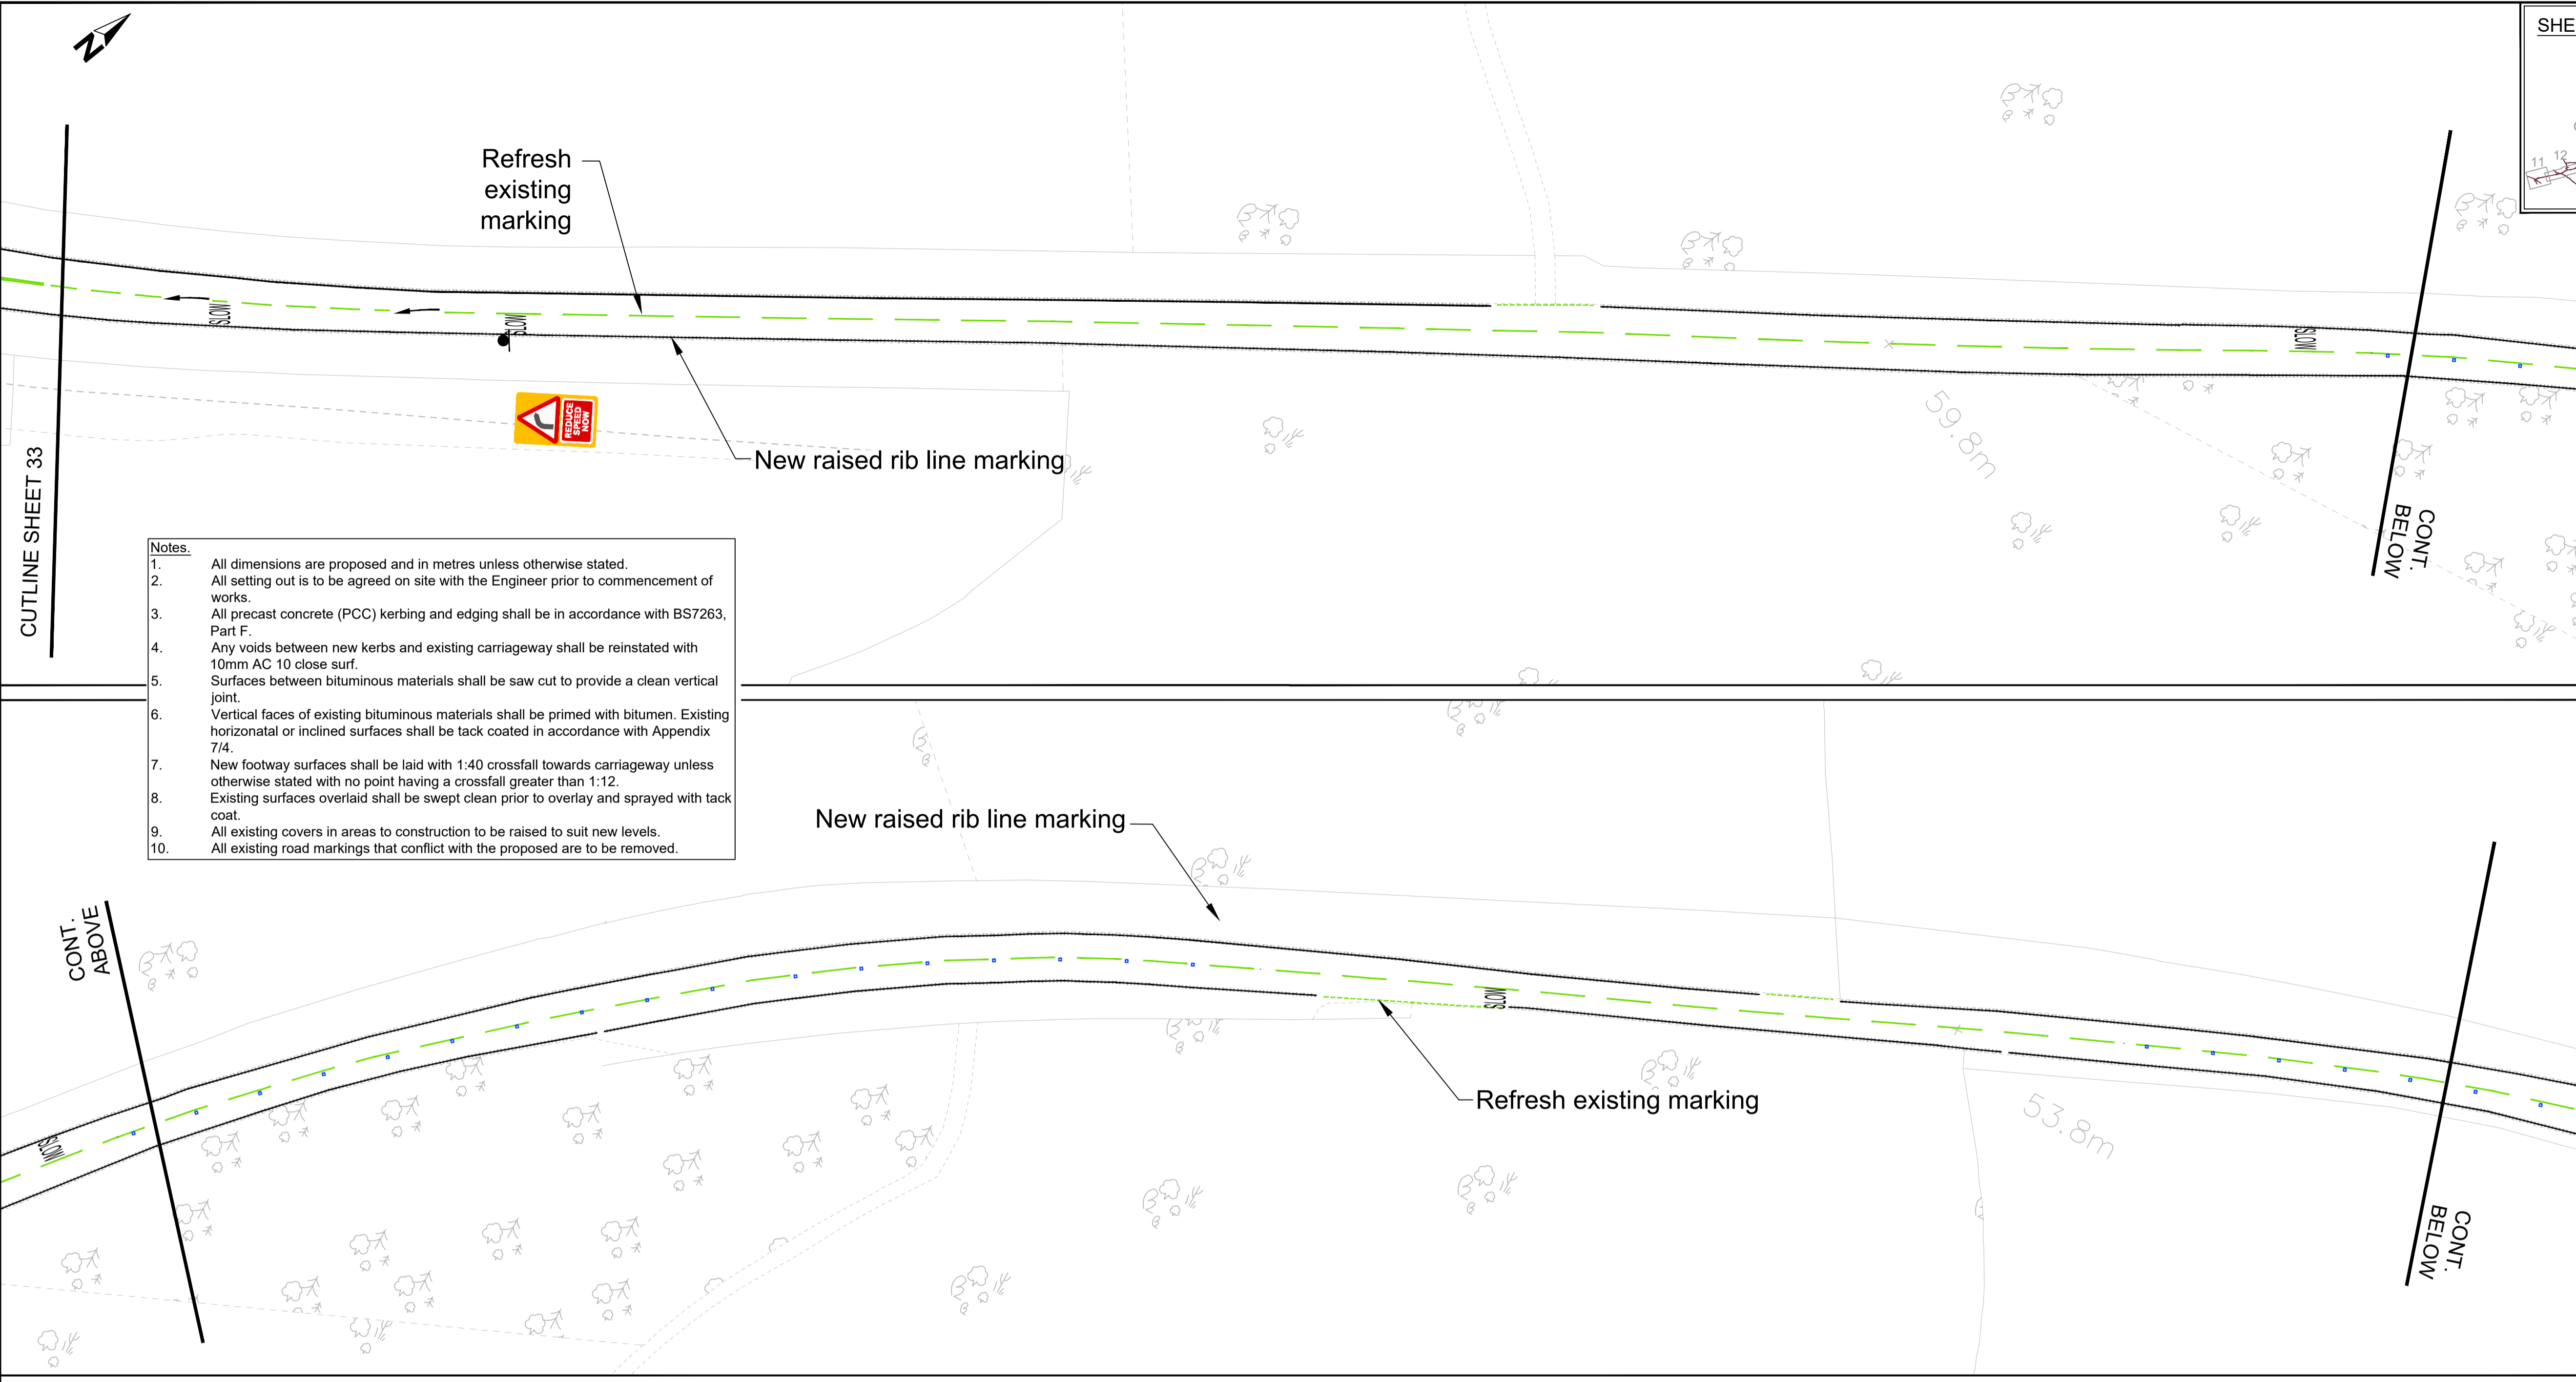 N
SHE
11 12
Refresh
existing
marking
SLOW
SLOW
SLOW
REDUCE
SPEED
NOW
New raised rib line marking
59.8m
CUTLINE SHEET 33
CONT.
BELOW
Notes.
1. All dimensions are proposed and in metres unless otherwise stated.
2. All setting out is to be agreed on site with the Engineer prior to commencement of
works.
3. All precast concrete (PCC) kerbing and edging shall be in accordance with BS7263,
Part F.
4. Any voids between new kerbs and existing carriageway shall be reinstated with
10mm AC 10 close surf.
5. Surfaces between bituminous materials shall be saw cut to provide a clean vertical
joint.
6. Vertical faces of existing bituminous materials shall be primed with bitumen. Existing
horizonatal or inclined surfaces shall be tack coated in accordance with Appendix
7/4.
7. New footway surfaces shall be laid with 1:40 crossfall towards carriageway unless
otherwise stated with no point having a crossfall greater than 1:12.
8. Existing surfaces overlaid shall be swept clean prior to overlay and sprayed with tack
coat.
9. All existing covers in areas to construction to be raised to suit new levels.
10. All existing road markings that conflict with the proposed are to be removed.
New raised rib line marking
CONT.
ABOVE
SLOW
SLOW
Refresh existing marking
53.8m
CONT.
BELOW